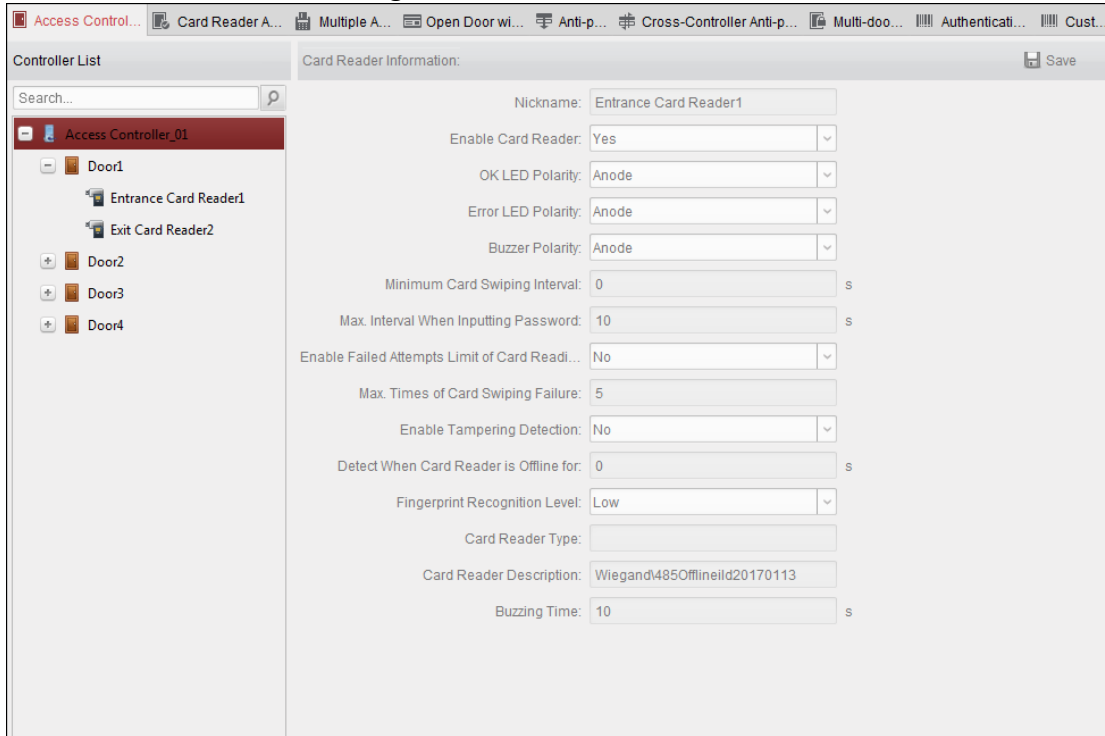 Access Control... Card Reader A... Multiple A... Open Door wi... Anti-p... Cross-Controller Anti-p... Multi-doo... Authenticati... Cust...
Controller List
Card Reader Information:
Save
Search...
Access Controller_01
Door1
Entrance Card Reader1
Exit Card Reader2
Door2
Door3
Door4
Nickname: Entrance Card Reader1
Enable Card Reader: Yes
OK LED Polarity: Anode
Error LED Polarity: Anode
Buzzer Polarity: Anode
Minimum Card Swiping Interval: 0 s
Max. Interval When Inputting Password: 10 s
Enable Failed Attempts Limit of Card Readi... No
Max. Times of Card Swiping Failure: 5
Enable Tampering Detection: No
Detect When Card Reader is Offline for: 0 s
Fingerprint Recognition Level: Low
Card Reader Type:
Card Reader Description: Wiegand\485Offlineild20170113
Buzzing Time: 10 s